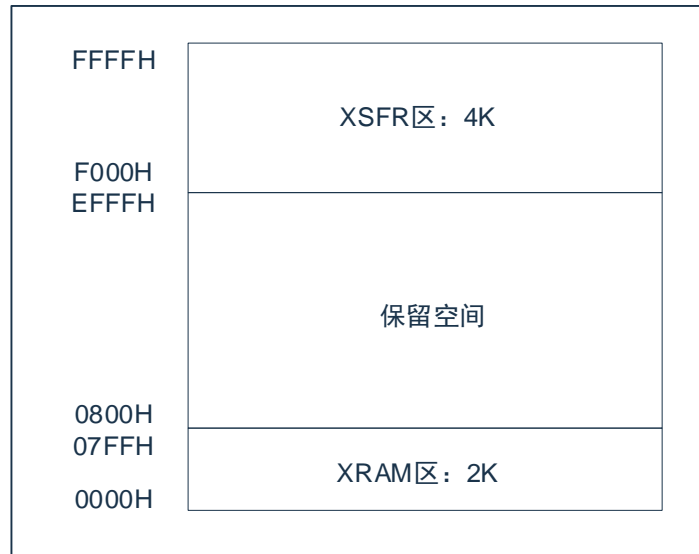 FFFFH
XSFR区：4K
F000H
EFFFH
保留空间
0800H
07FFH
XRAM区：2K
0000H